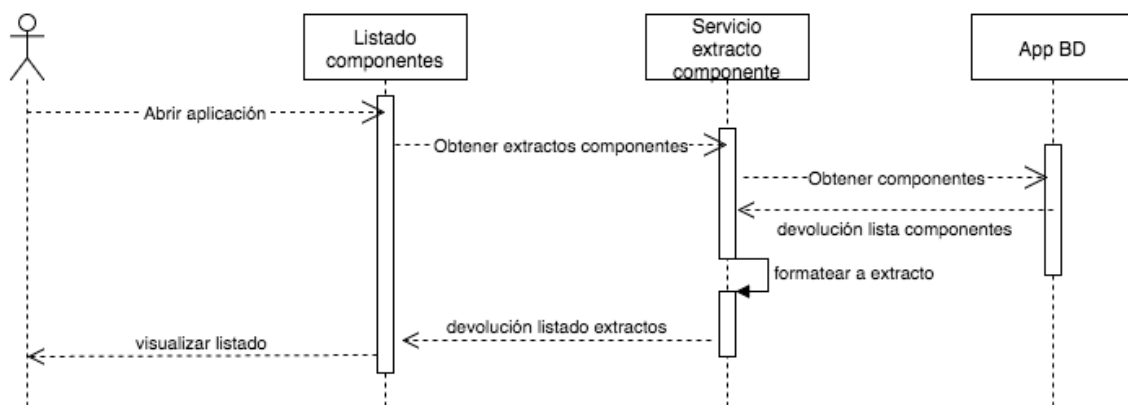 Listado
componentes
Servicio
extracto
componente
App BD
Abrir aplicación
Obtener extractos componentes
Obtener componentes
devolución lista componentes
formatear a extracto
devolución listado extractos
visualizar listado